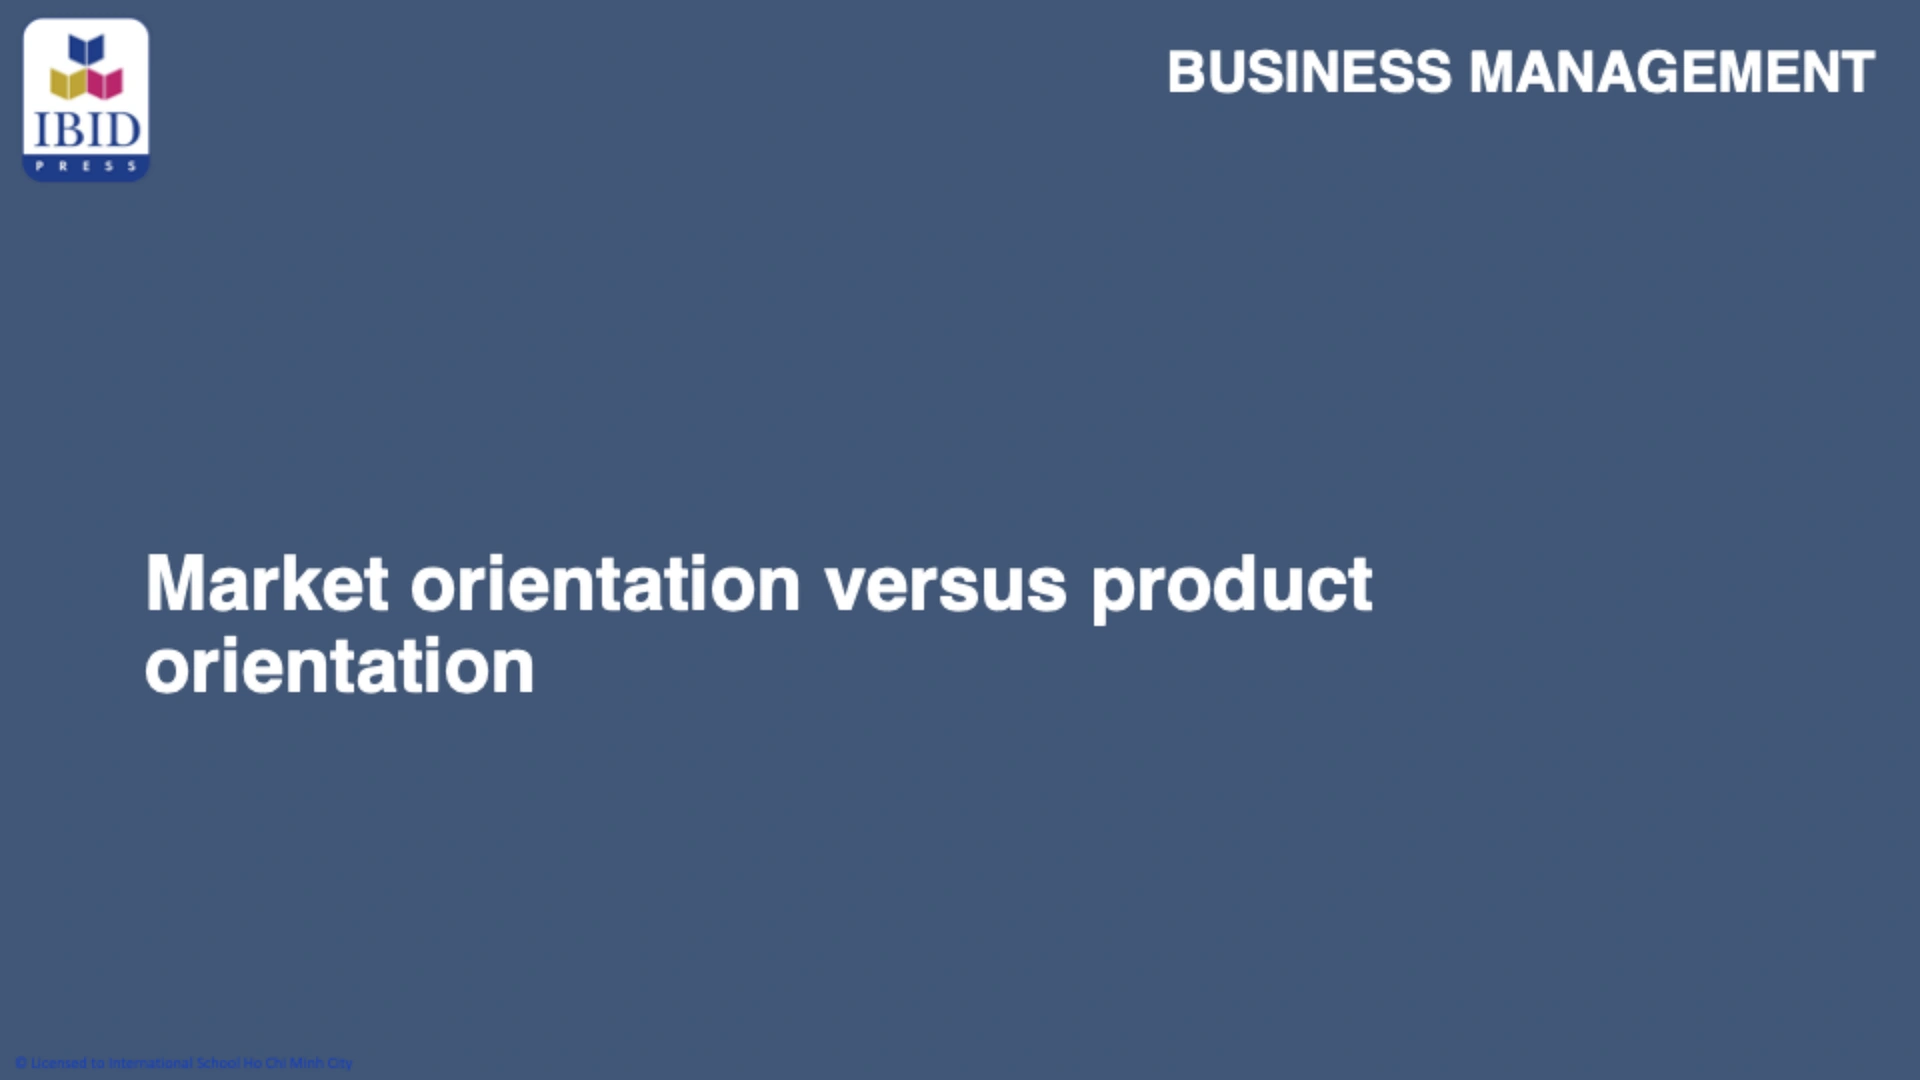 IBID
PRESS
BUSINESS MANAGEMENT
Market orientation versus product
orientation
© Licensed to International School Ho Chi Minh City